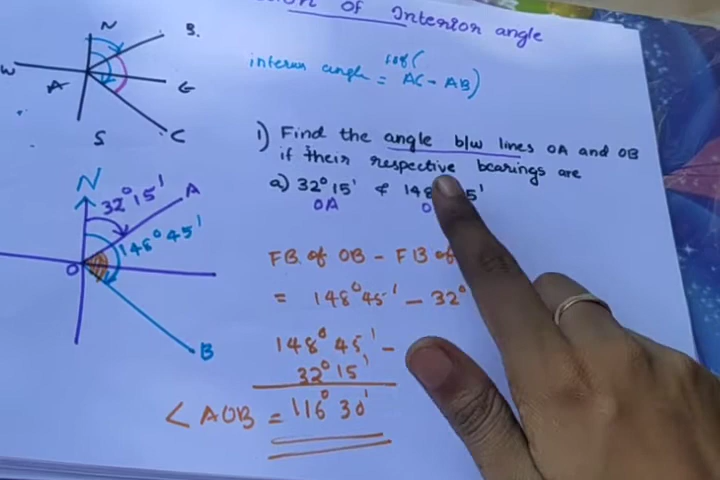 of Interior angle
N
B.
W
A
E
S
C
angle = AC - AB)
1) Find the angle b/w lines OA and OB
if their respective bearings are
a) 32° 15' & 148 5'
OA O
N
32° 15'
A
148° 45'
O
B
FB of OB - FB of
= 148° 45' - 32°
148° 45' -
32° 15'
< AOB = 116° 30'